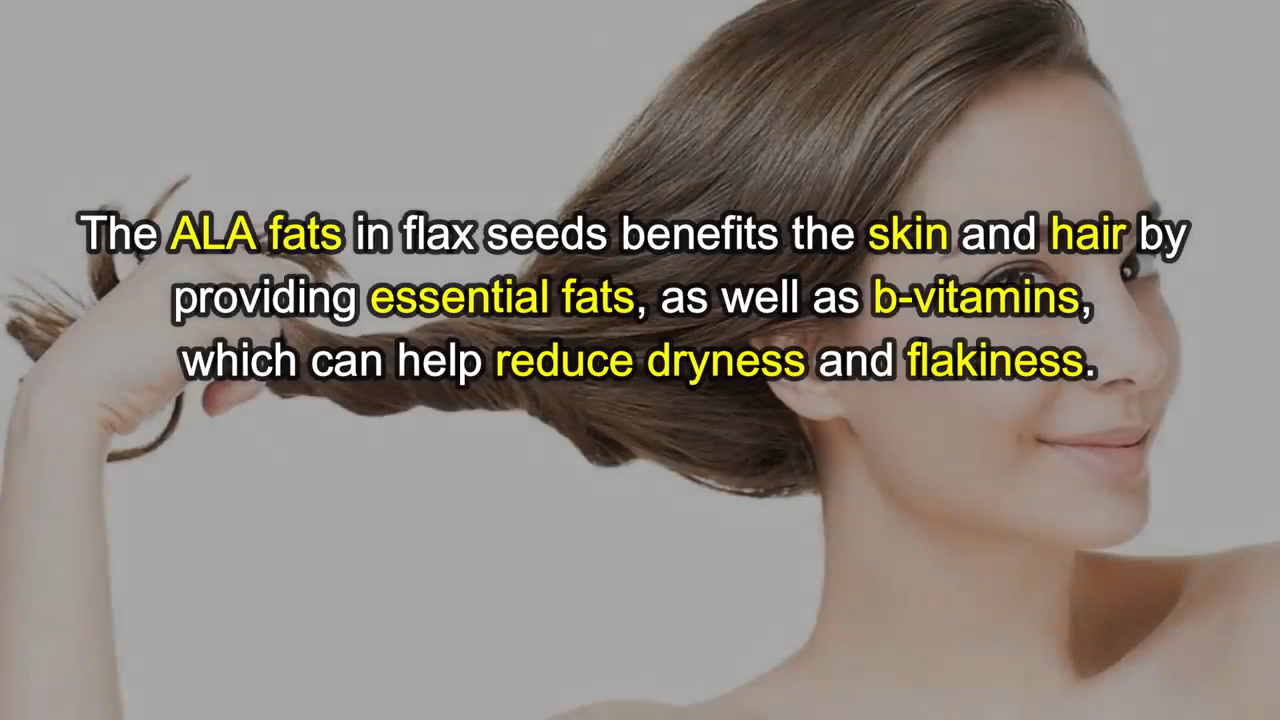 The ALA fats in flax seeds benefits the skin and hair by
providing essential fats, as well as b-vitamins,
which can help reduce dryness and flakiness.